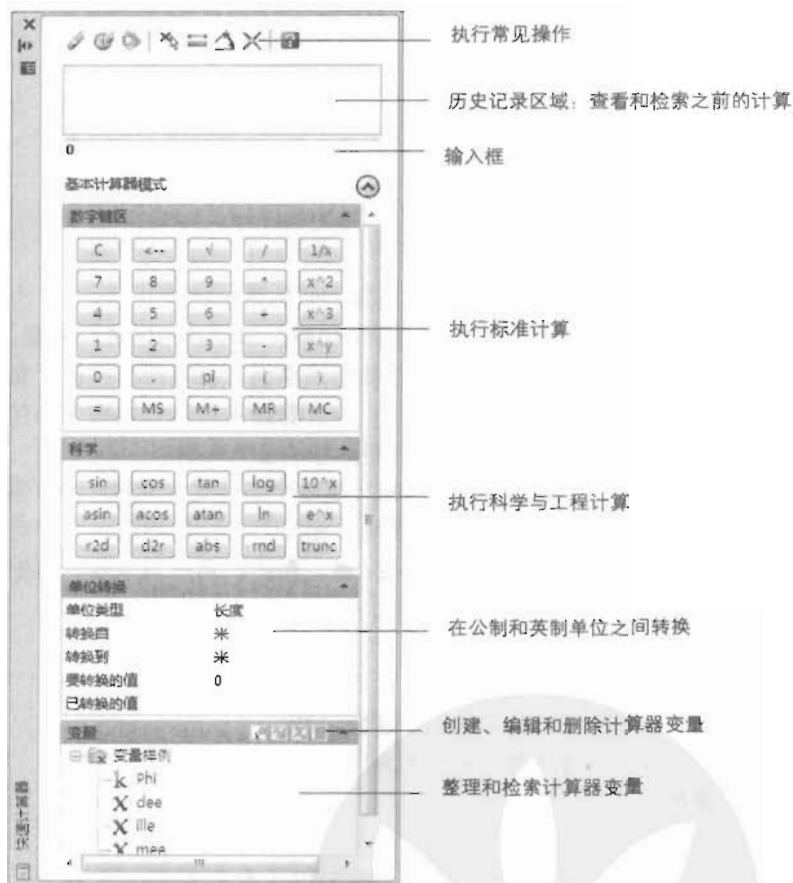 执行常见操作
历史记录区域：查看和检索之前的计算
0
输入框
基本计算器模式
数字键区
C <-- √ / 1/x
7 8 9 * x^2
4 5 6 + x^3
执行标准计算
1 2 3 - x^y
0 . pi ( )
= MS M+ MR MC
科学
sin cos tan log 10^x
执行科学与工程计算
asin acos atan ln e^x
r2d d2r abs rnd trunc
单位转换
单位类型 长度
转换自 米
在公制和英制单位之间转换
转换到 米
要转换的值 0
已转换的值
变量
创建、编辑和删除计算器变量
变量样例
k Phi
整理和检索计算器变量
X dee
X ille
X mee
快速计算器